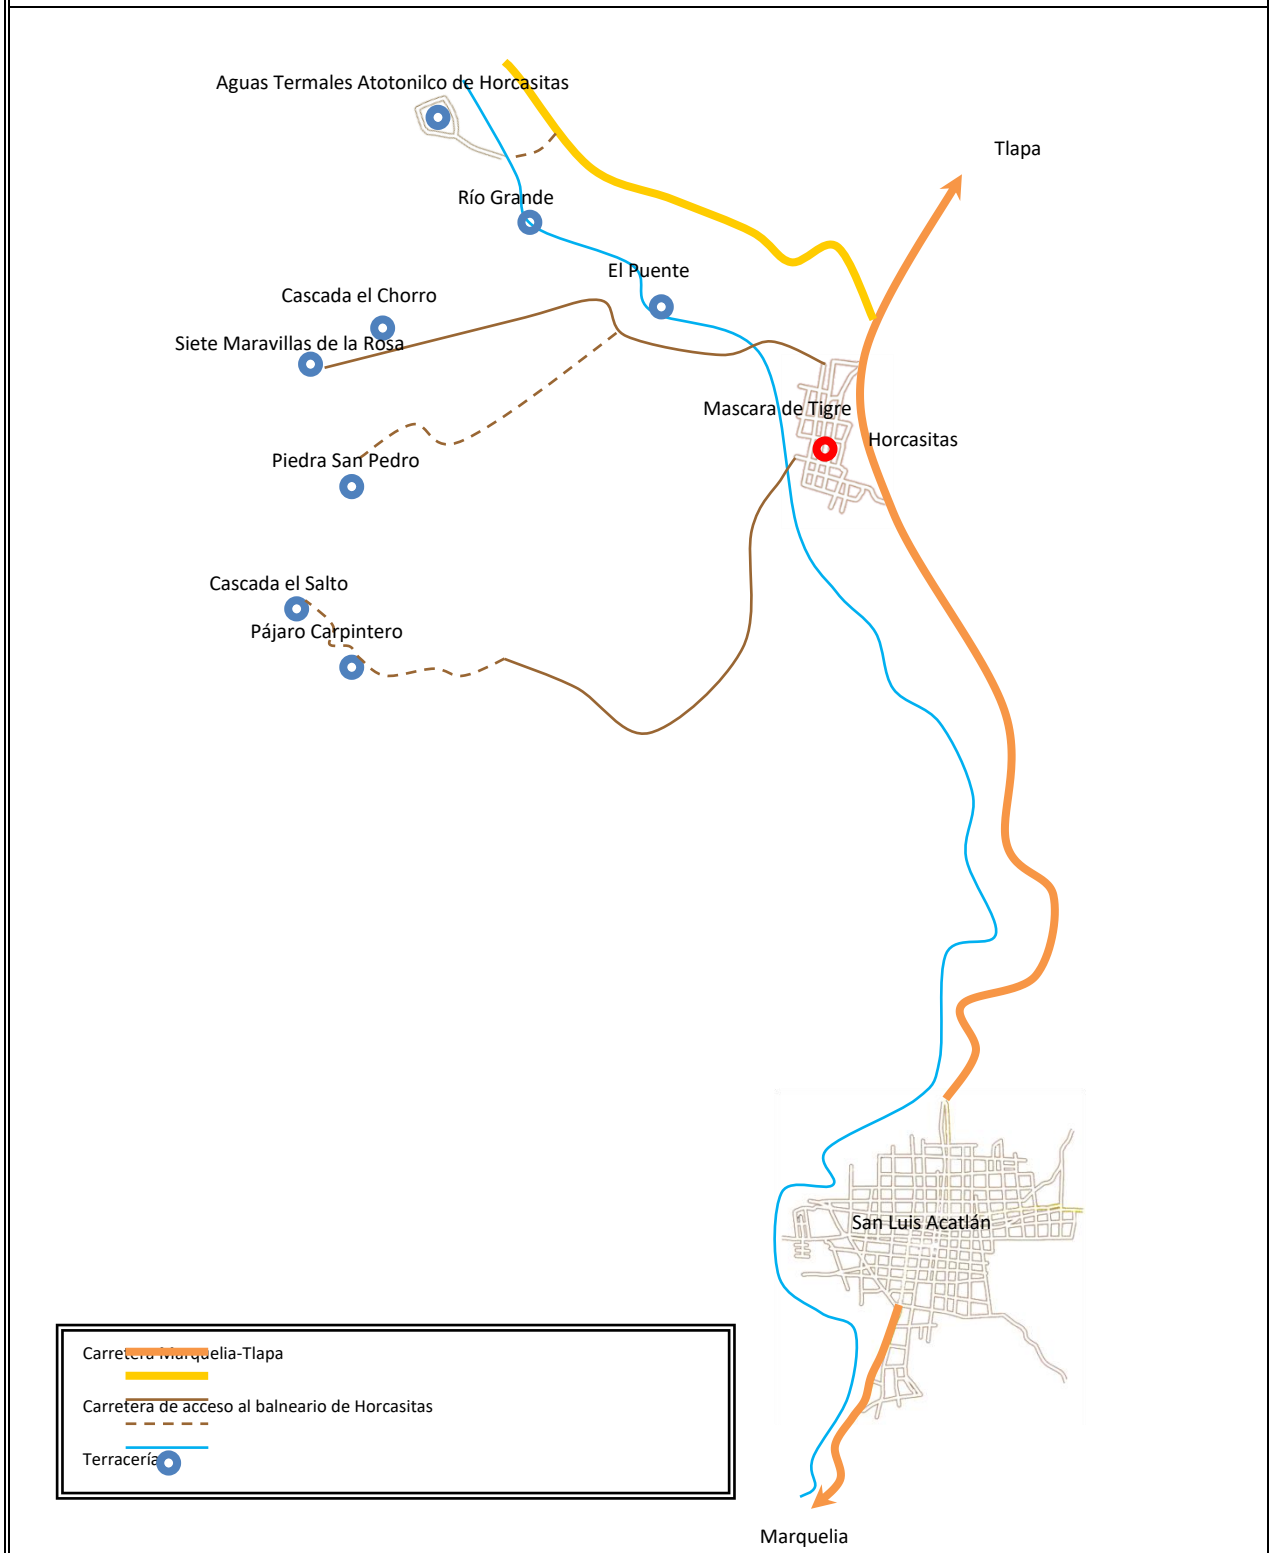 Aguas Termales Atotonilco de Horcasitas
Tlapa
Río Grande
El Puente
Cascada el Chorro
Siete Maravillas de la Rosa
Mascara de Tigre
Horcasitas
Piedra San Pedro
Cascada el Salto
Pájaro Carpintero
San Luis Acatlán
Carretera Marquelia-Tlapa
Carretera de acceso al balneario de Horcasitas
Terracería
Marquelia